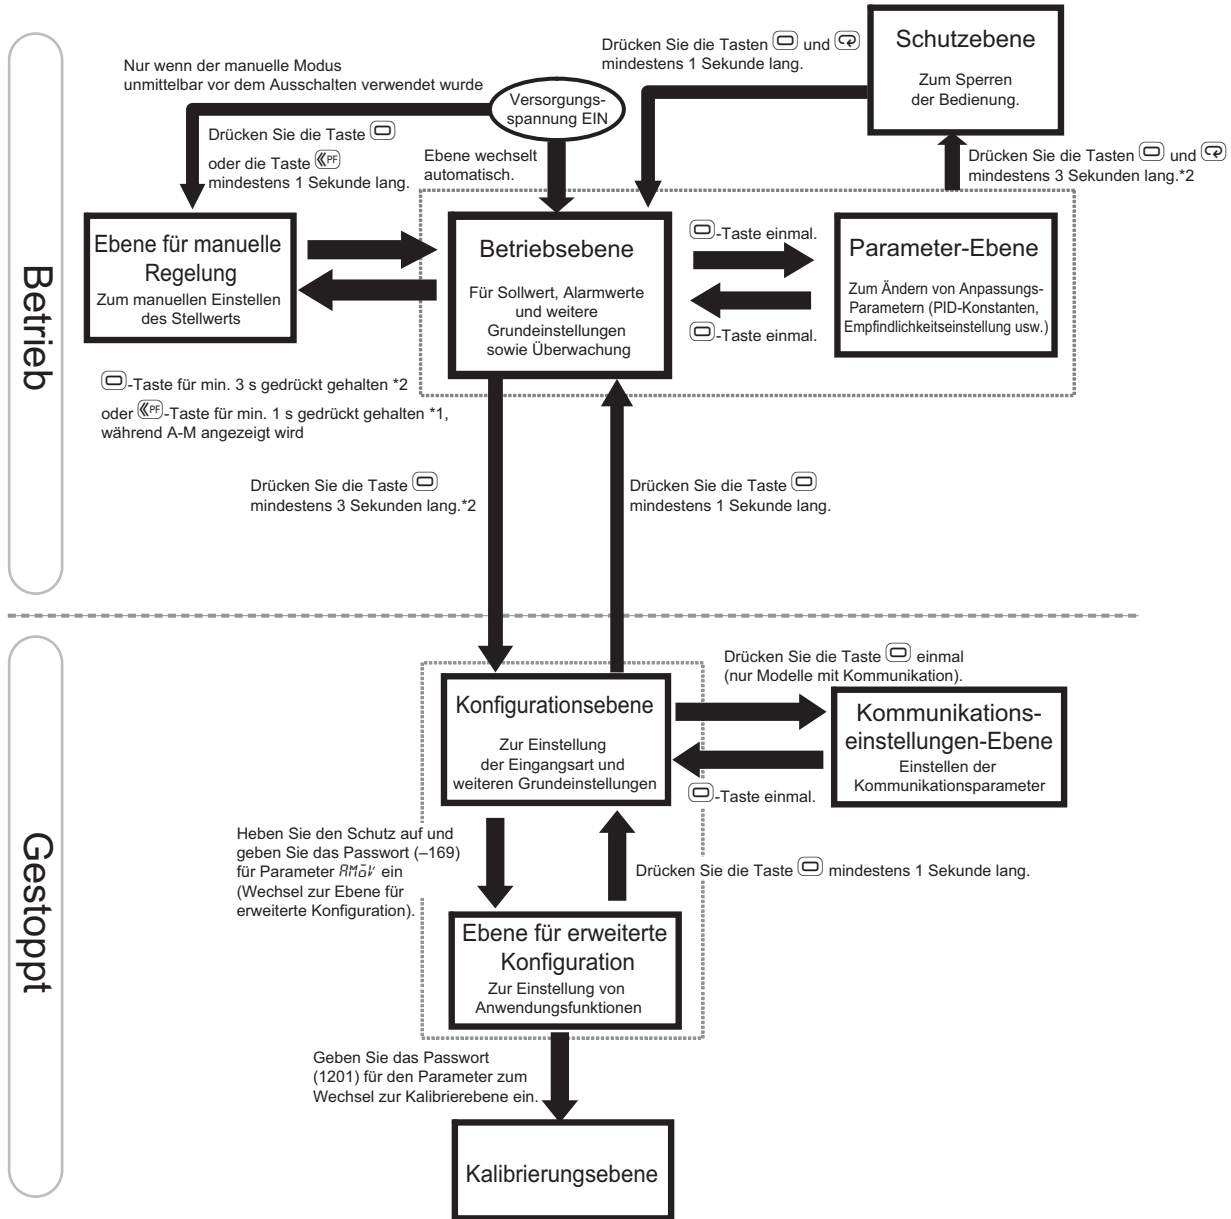 Betrieb
Nur wenn der manuelle Modus
unmittelbar vor dem Ausschalten verwendet wurde
Versorgungs-
spannung EIN
Drücken Sie die Tasten und
mindestens 1 Sekunde lang.
Schutzebene
Zum Sperren
der Bedienung.
Drücken Sie die Taste
oder die Taste PF
mindestens 1 Sekunde lang.
Ebene wechselt
automatisch.
Drücken Sie die Tasten und
mindestens 3 Sekunden lang.*2
Ebene für manuelle
Regelung
Zum manuellen Einstellen
des Stellwerts
Betriebsebene
Für Sollwert, Alarmwerte
und weitere
Grundeinstellungen
sowie Überwachung
-Taste einmal.
-Taste einmal.
Parameter-Ebene
Zum Ändern von Anpassungs-
Parametern (PID-Konstanten,
Empfindlichkeitseinstellung usw.)
-Taste für min. 3 s gedrückt gehalten *2
oder PF-Taste für min. 1 s gedrückt gehalten *1,
während A-M angezeigt wird
Drücken Sie die Taste
mindestens 3 Sekunden lang.*2
Drücken Sie die Taste
mindestens 1 Sekunde lang.
Gestoppt
Konfigurationsebene
Zur Einstellung
der Eingangsart und
weiteren Grundeinstellungen
Drücken Sie die Taste einmal
(nur Modelle mit Kommunikation).
-Taste einmal.
Kommunikations-
einstellungen-Ebene
Einstellen der
Kommunikationsparameter
Heben Sie den Schutz auf und
geben Sie das Passwort (–169)
für Parameter AMoV ein
(Wechsel zur Ebene für
erweiterte Konfiguration).
Drücken Sie die Taste mindestens 1 Sekunde lang.
Ebene für erweiterte
Konfiguration
Zur Einstellung von
Anwendungsfunktionen
Geben Sie das Passwort
(1201) für den Parameter zum
Wechsel zur Kalibrierebene ein.
Kalibrierungsebene